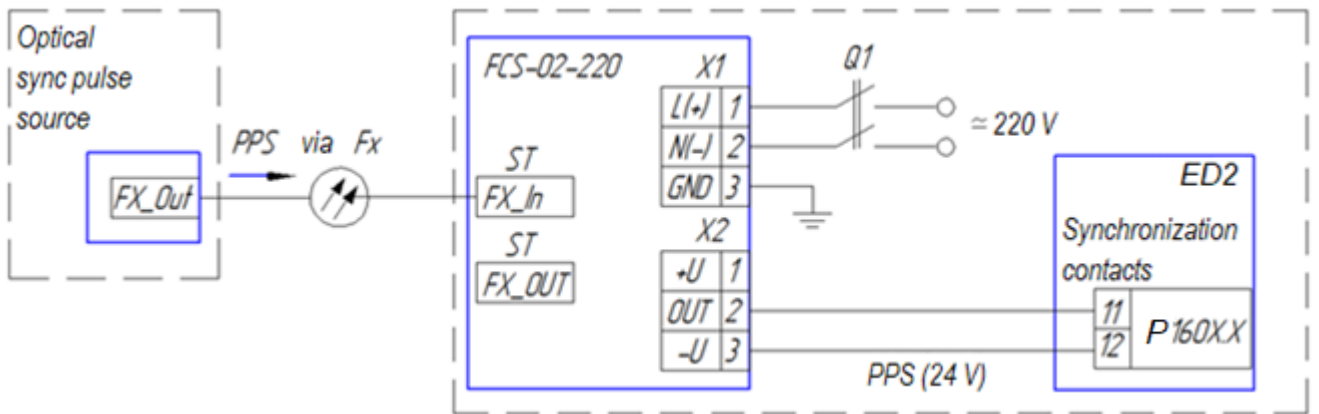 Optical
sync pulse
source
FX_Out
PPS via Fx
FCS-02-220
ST
FX_In
ST
FX_OUT
X1
L(+) 1
N(-) 2
GND 3
X2
+U 1
OUT 2
-U 3
Q1
≃ 220 V
PPS (24 V)
ED2
Synchronization
contacts
11
12
P160X.X